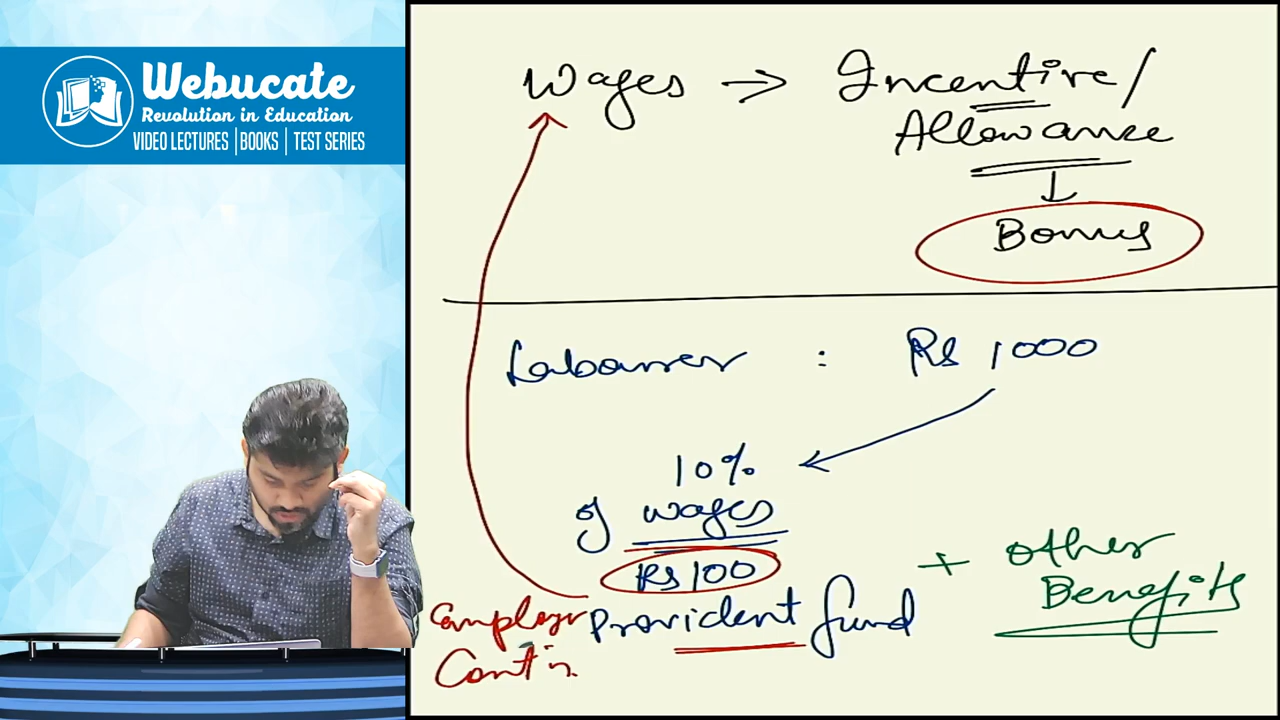 Webucate
Revolution in Education
VIDEO LECTURES | BOOKS | TEST SERIES
Wages → Incentive/
Allowance
↓
Bonus
Labourer : Rs 1000
10%
of wages
Rs 100
Provident fund + Other
Benefits
Employer
Cont'n